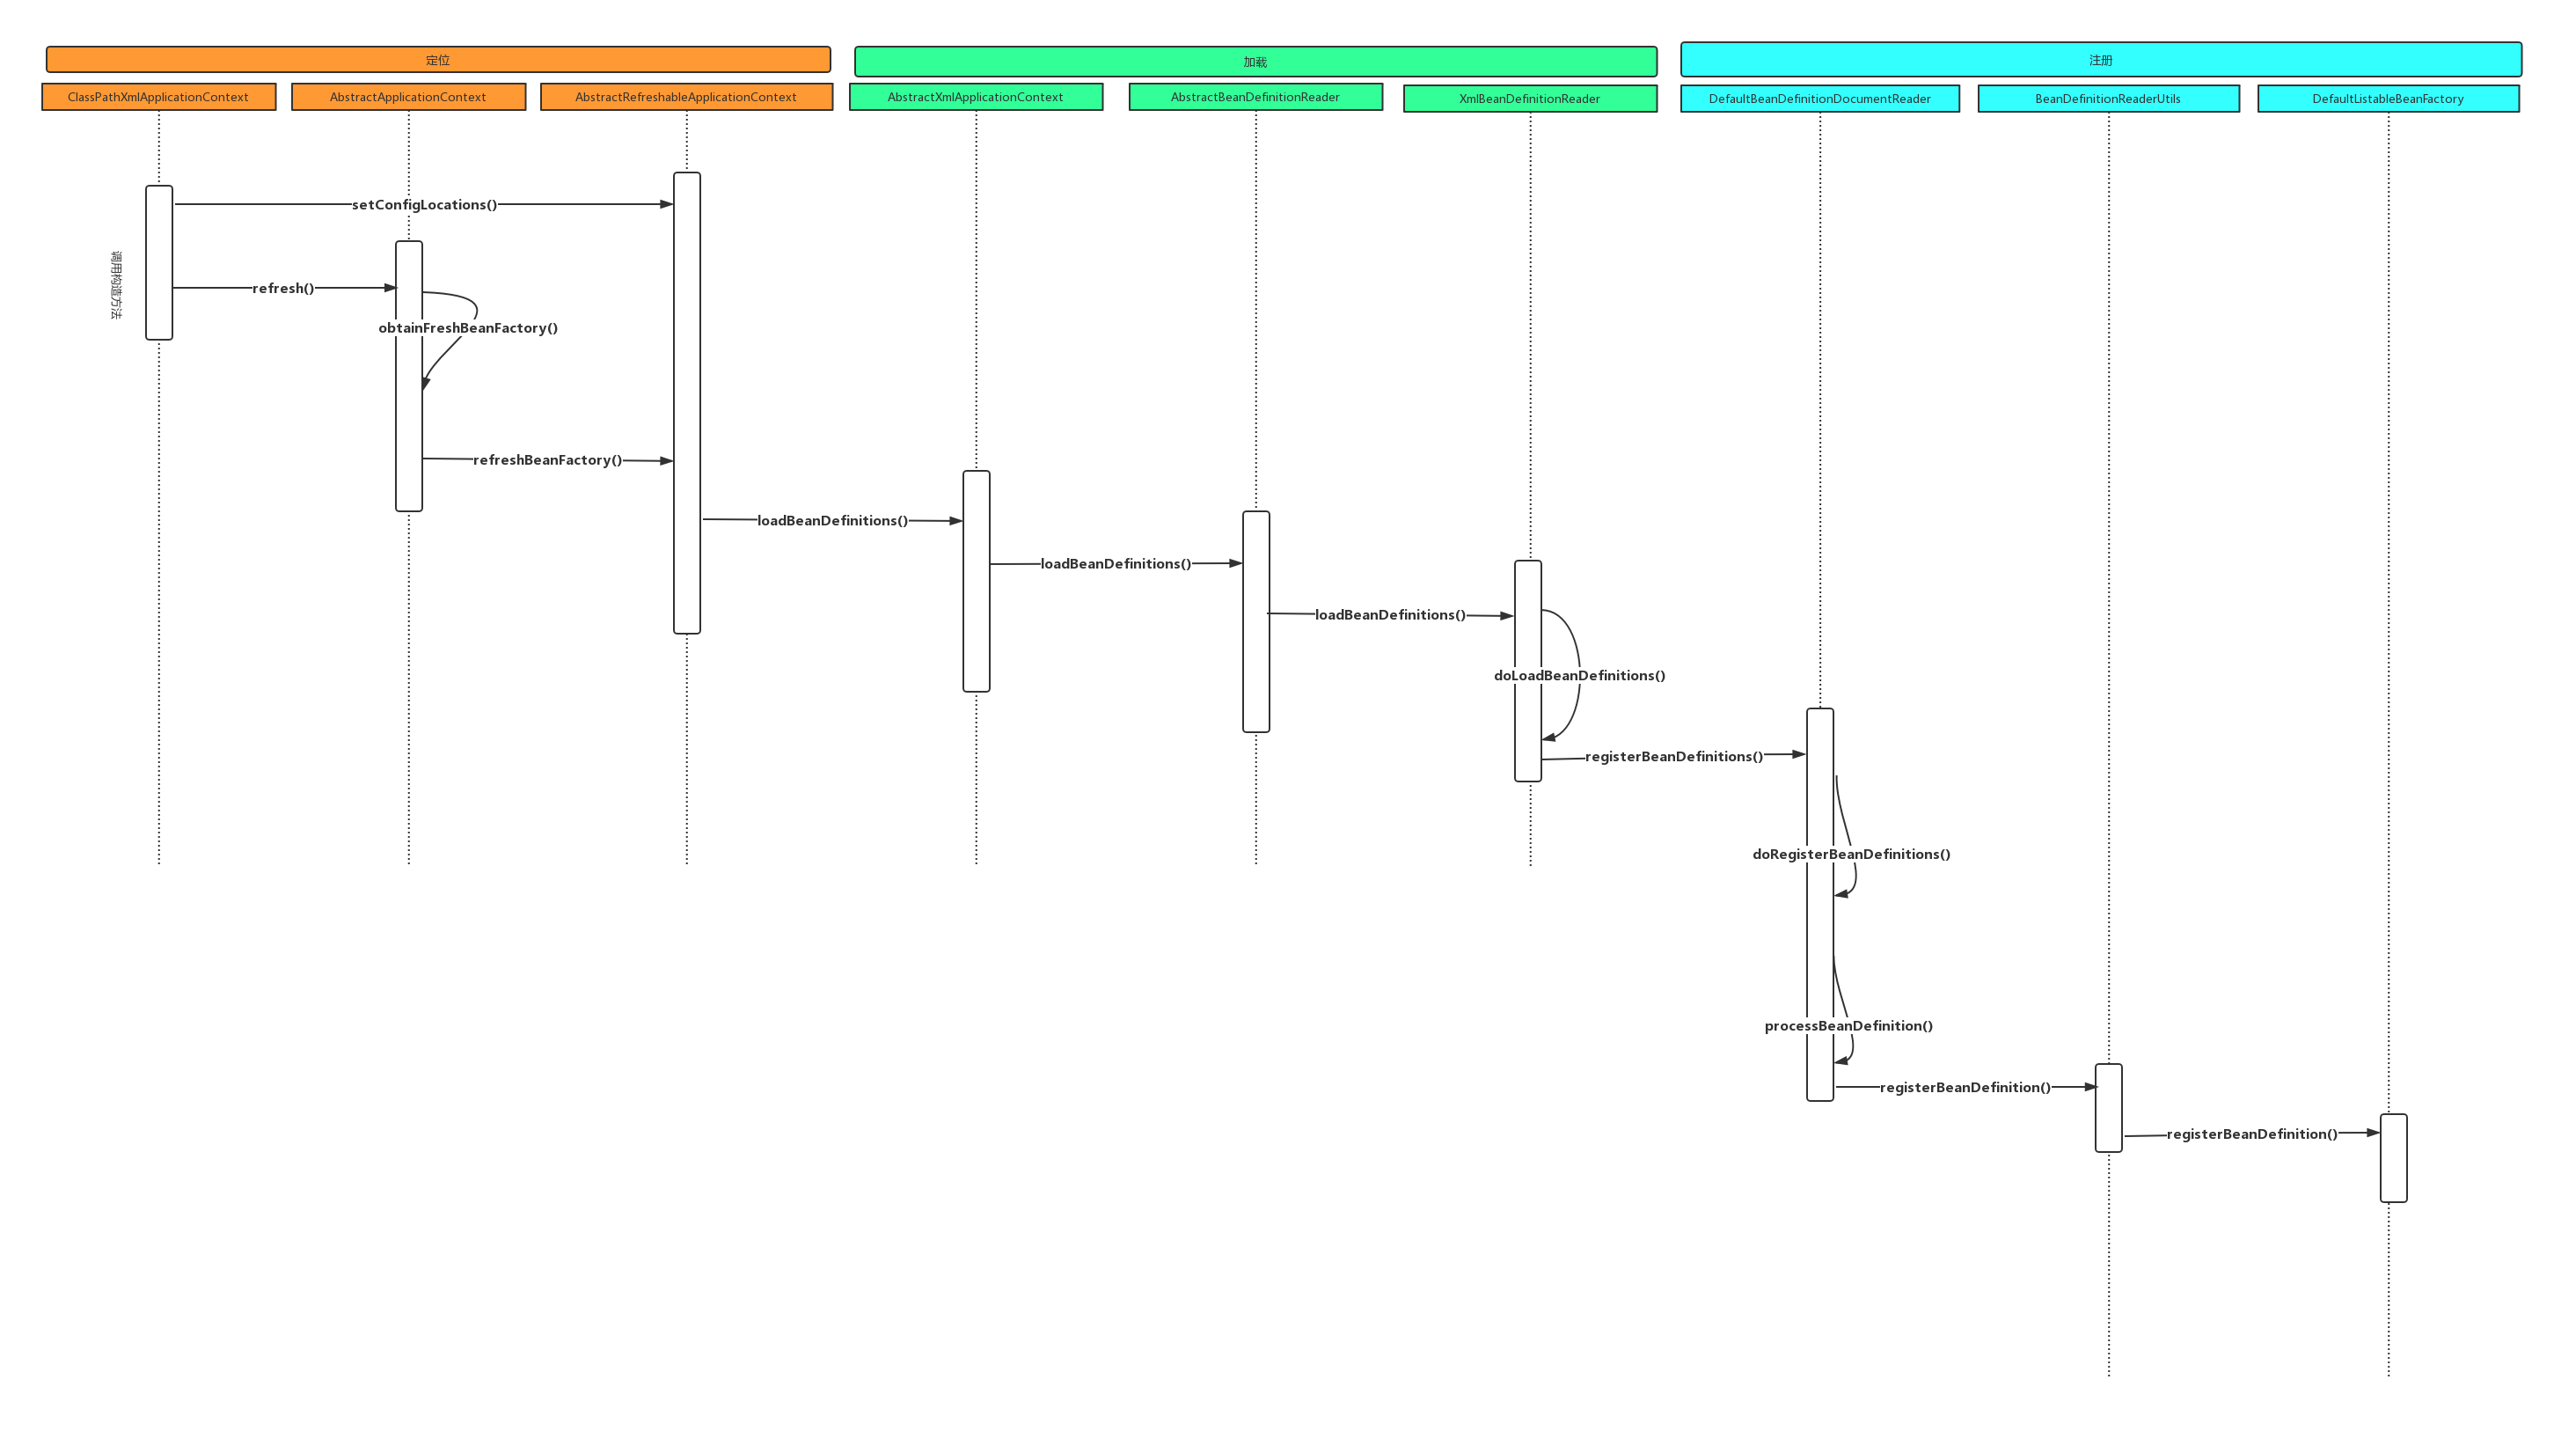 定位
加载
注册
ClassPathXmlApplicationContext
AbstractApplicationContext
AbstractRefreshableApplicationContext
AbstractXmlApplicationContext
AbstractBeanDefinitionReader
XmlBeanDefinitionReader
DefaultBeanDefinitionDocumentReader
BeanDefinitionReaderUtils
DefaultListableBeanFactory
setConfigLocations()
调用构造方法
refresh()
obtainFreshBeanFactory()
refreshBeanFactory()
loadBeanDefinitions()
loadBeanDefinitions()
loadBeanDefinitions()
doLoadBeanDefinitions()
registerBeanDefinitions()
doRegisterBeanDefinitions()
processBeanDefinition()
registerBeanDefinition()
registerBeanDefinition()